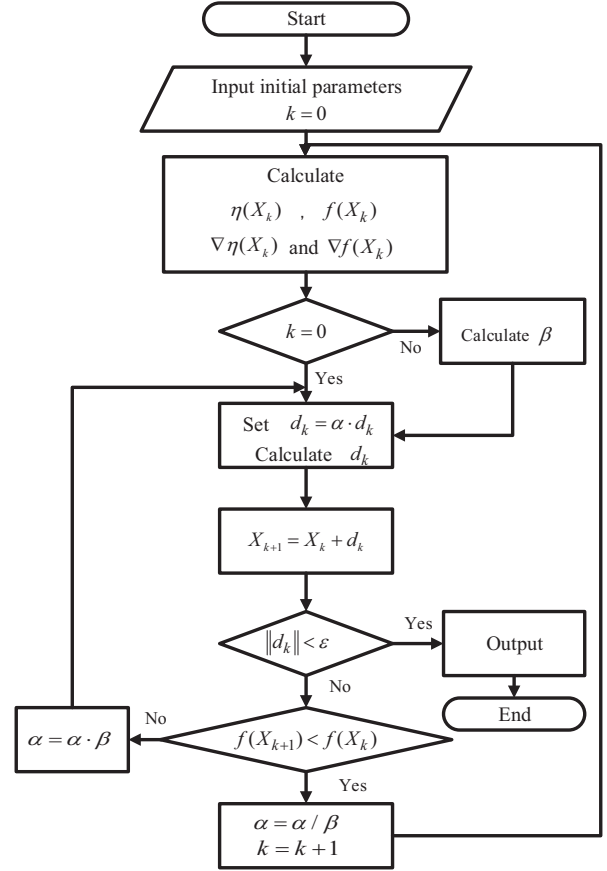 Start
Input initial parameters
k = 0
Calculate
η(X_k) , f(X_k)
∇η(X_k) and ∇f(X_k)
k = 0
No
Calculate β
Yes
Set d_k = α · d_k
Calculate d_k
X_{k+1} = X_k + d_k
‖d_k‖ < ε
Yes
Output
No
End
f(X_{k+1}) < f(X_k)
No
α = α · β
Yes
α = α / β
k = k + 1